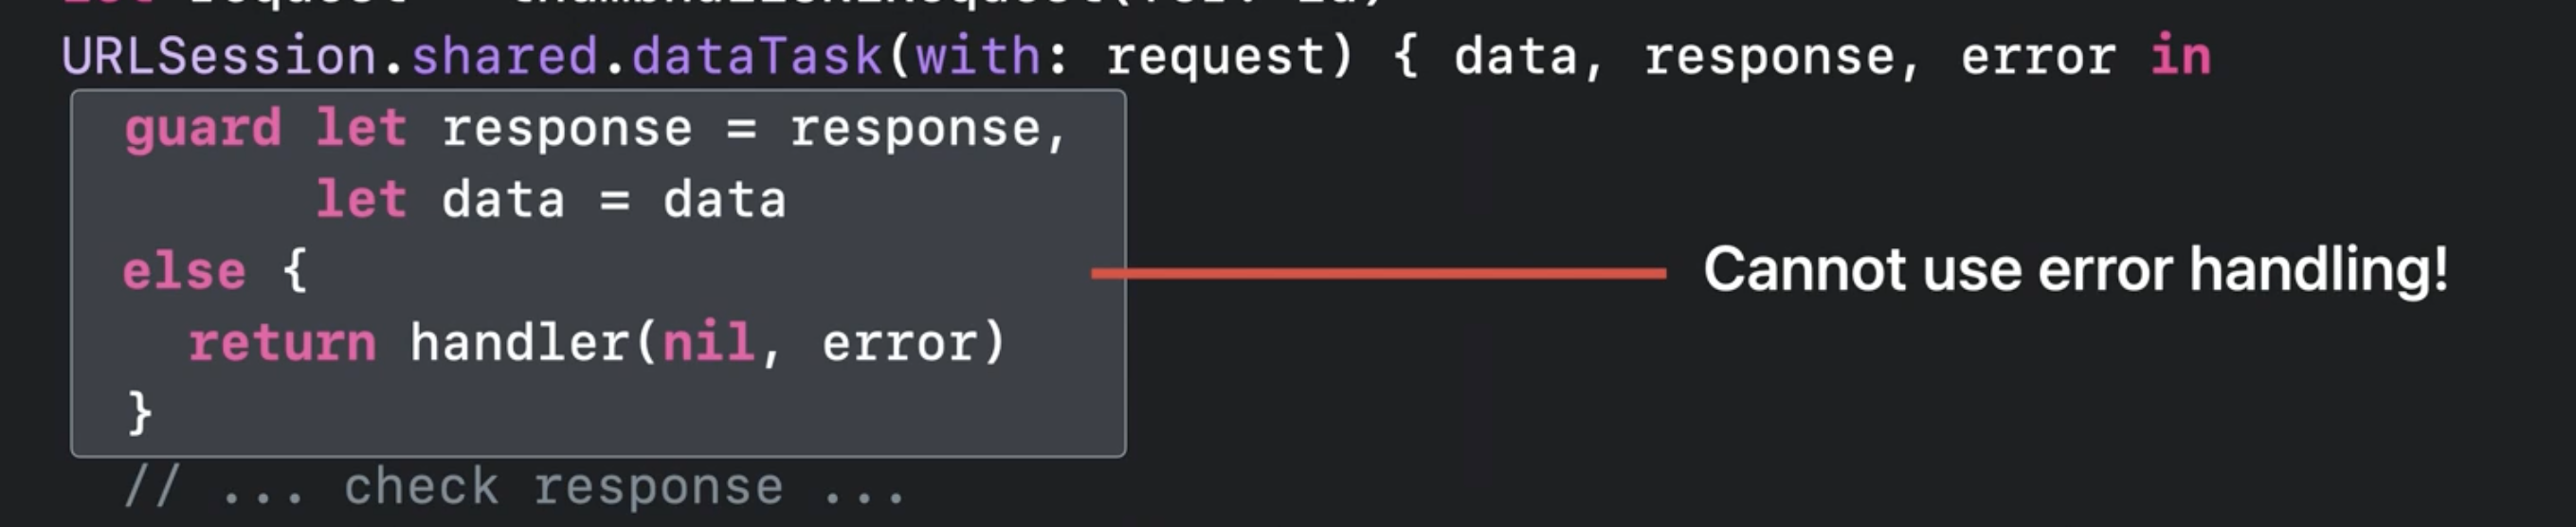 URLSession.shared.dataTask(with: request) { data, response, error in
guard let response = response,
let data = data
else {
Cannot use error handling!
return handler(nil, error)
}
// ... check response ...